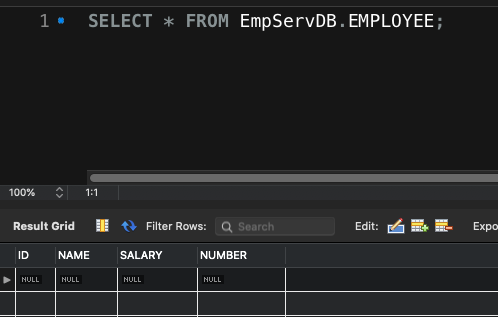 1 SELECT * FROM EmpServDB.EMPLOYEE;
100% 1:1
Result Grid Filter Rows: Search Edit: Expo
ID NAME SALARY NUMBER
NULL NULL NULL NULL